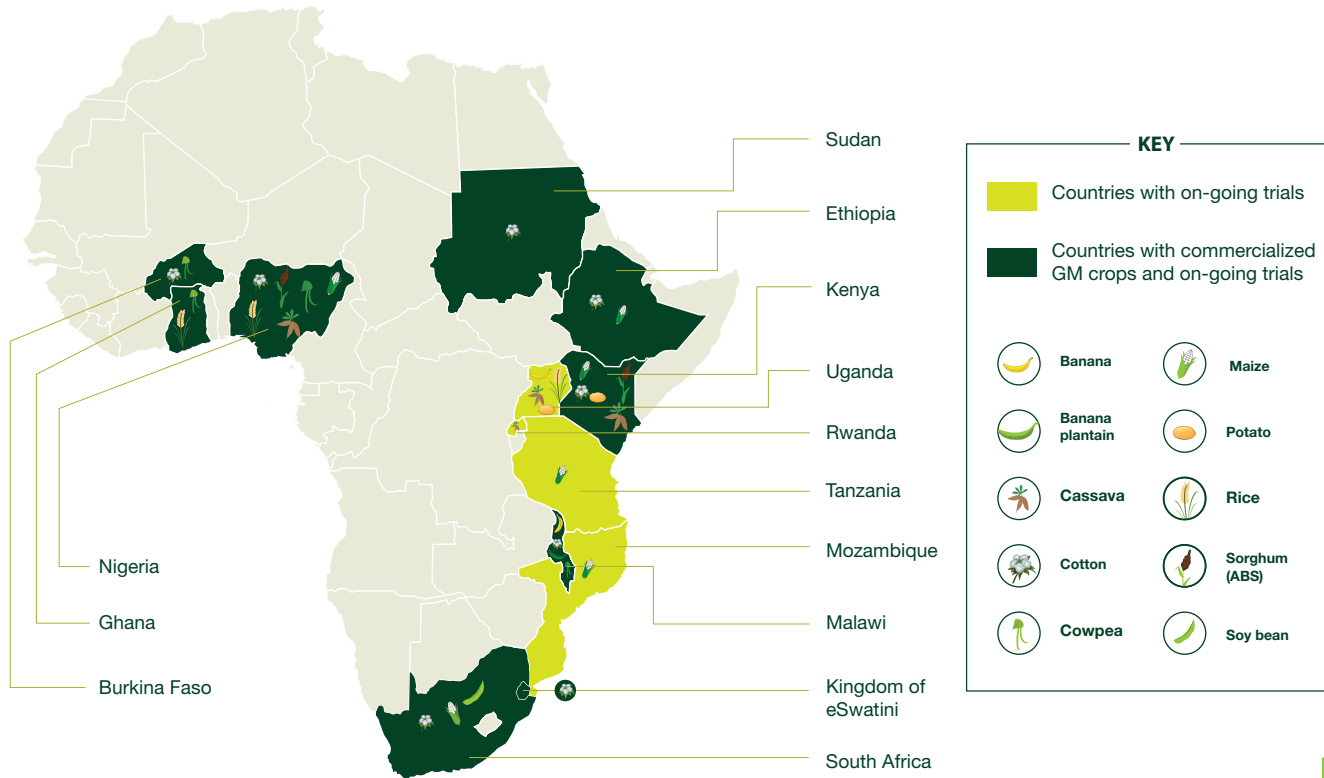 Sudan
Ethiopia
Kenya
Uganda
Rwanda
Tanzania
Mozambique
Malawi
Kingdom of
eSwatini
South Africa
Nigeria
Ghana
Burkina Faso
KEY
Countries with on-going trials
Countries with commercialized
GM crops and on-going trials
Banana
Banana
plantain
Cassava
Cotton
Cowpea
Maize
Potato
Rice
Sorghum
(ABS)
Soy bean